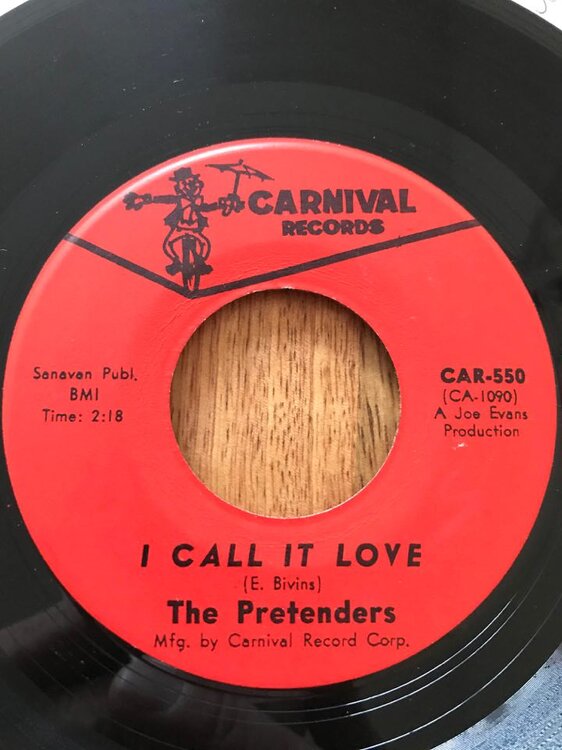 CARNIVAL
RECORDS
Sanavan Publ.
BMI
Time: 2:18
CAR-550
(CA-1090)
A Joe Evans
Production
I CALL IT LOVE
(E. Bivins)
The Pretenders
Mfg. by Carnival Record Corp.